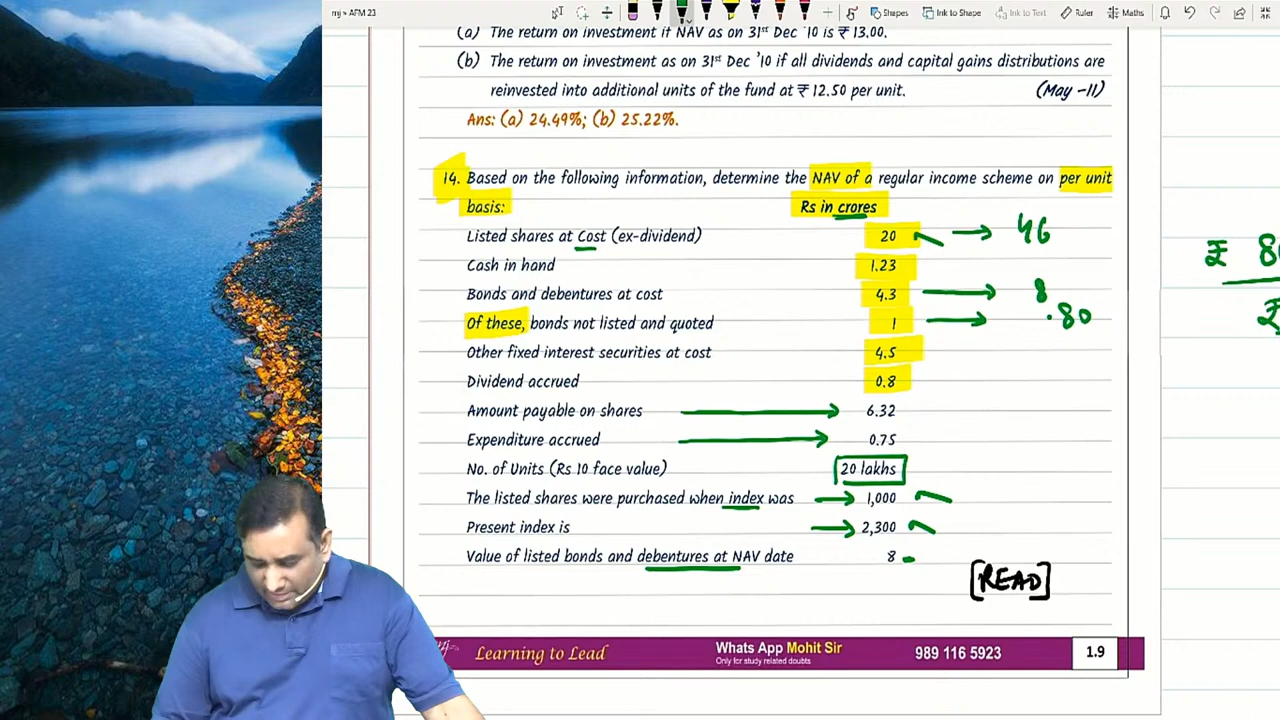 mj » AFM 23
Shapes
Ink to Shape
Ink to Text
Ruler
Maths
(a) The return on investment if NAV as on 31st Dec '10 is ₹ 13.00.
(b) The return on investment as on 31st Dec '10 if all dividends and capital gains distributions are
reinvested into additional units of the fund at ₹ 12.50 per unit. (May –11)
Ans: (a) 24.49%; (b) 25.22%.
14. Based on the following information, determine the NAV of a regular income scheme on per unit
basis: Rs in crores
Listed shares at Cost (ex-dividend) 20 → 46
Cash in hand 1.23
Bonds and debentures at cost 4.3 → 8
Of these, bonds not listed and quoted 1 → .80
Other fixed interest securities at cost 4.5
Dividend accrued 0.8
Amount payable on shares → 6.32
Expenditure accrued → 0.75
No. of Units (Rs 10 face value) 20 lakhs
The listed shares were purchased when index was → 1,000
Present index is → 2,300
Value of listed bonds and debentures at NAV date 8
[READ]
₹ 8
₹
Learning to Lead
Whats App Mohit Sir
Only for study related doubts
989 116 5923
1.9